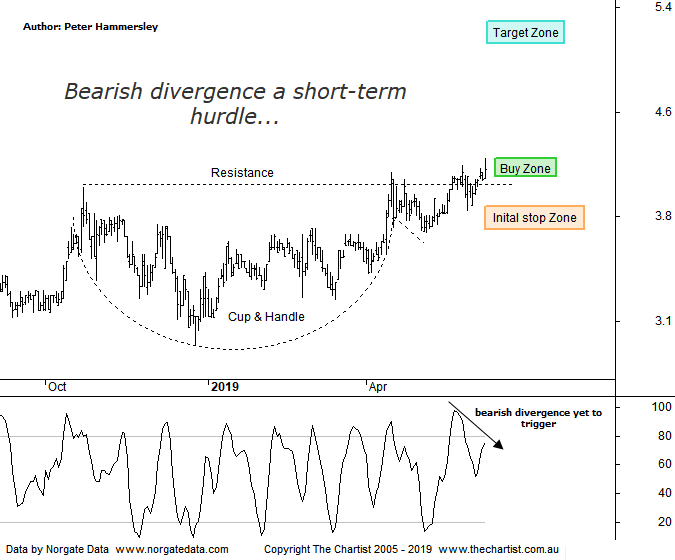 Author: Peter Hammersley
5.4
Target Zone
Bearish divergence a short-term
hurdle...
4.6
Resistance
Buy Zone
Inital stop Zone
3.8
Cup & Handle
3.1
Oct
2019
Apr
100
bearish divergence yet to
trigger
80
60
40
20
Data by Norgate Data www.norgatedata.com
Copyright The Chartist 2005 - 2019 www.thechartist.com.au